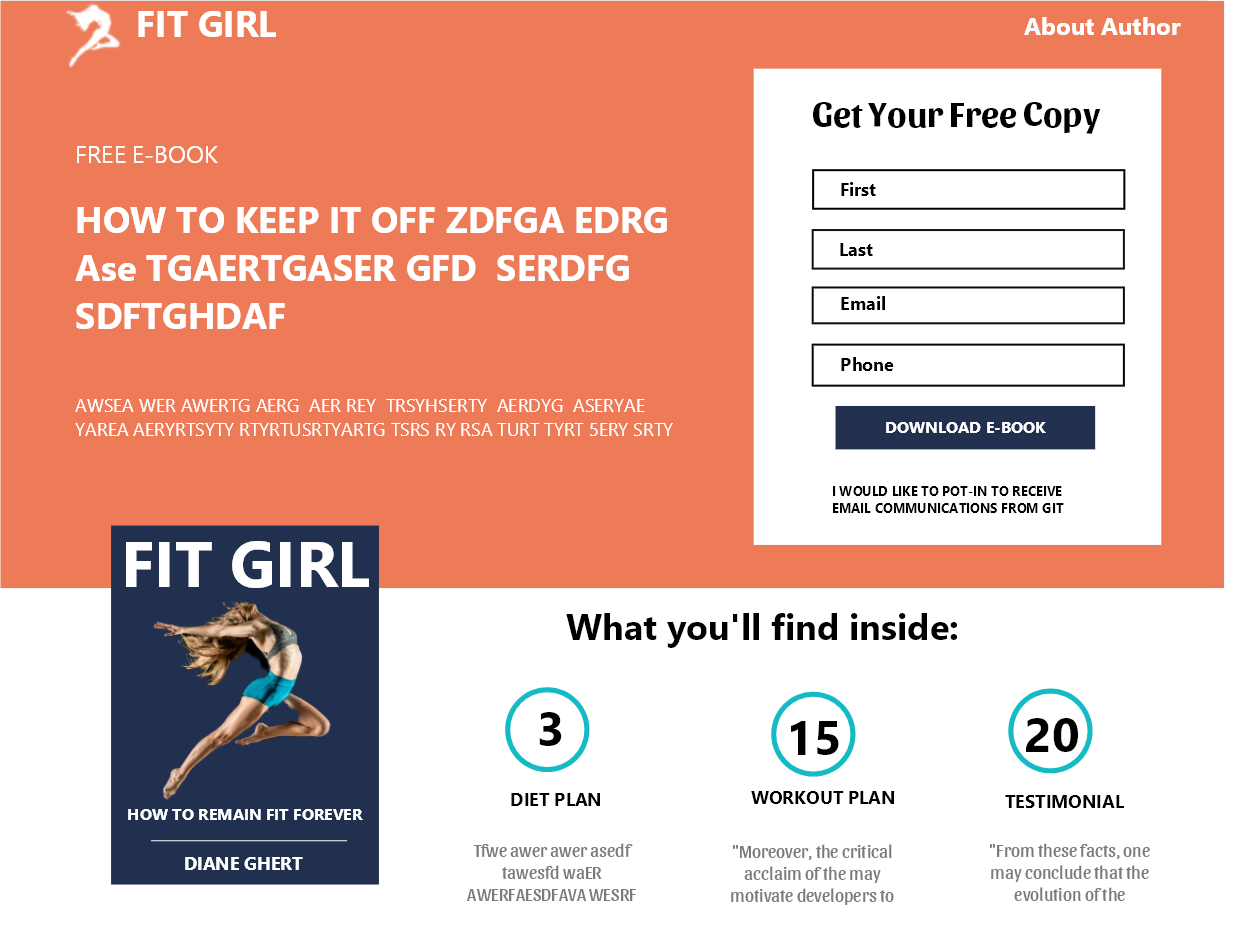 FIT GIRL
About Author
FREE E-BOOK
HOW TO KEEP IT OFF ZDFGA EDRG
Ase TGAERTGASER GFD SERDFG
SDFTGHDAF
AWSEA WER AWERTG AERG AER REY TRSYHSERTY AERDYG ASERYAE
YAREA AERYRTSYTY RTYRTUSRTYARTG TSRS RY RSA TURT TYRT 5ERY SRTY
Get Your Free Copy
First
Last
Email
Phone
DOWNLOAD E-BOOK
I WOULD LIKE TO POT-IN TO RECEIVE
EMAIL COMMUNICATIONS FROM GIT
FIT GIRL
HOW TO REMAIN FIT FOREVER
DIANE GHERT
What you'll find inside:
3
DIET PLAN
Tfwe awer awer asedf
tawesfd waER
AWERFAESDFAVA WESRF
15
WORKOUT PLAN
"Moreover, the critical
acclaim of the may
motivate developers to
20
TESTIMONIAL
"From these facts, one
may conclude that the
evolution of the